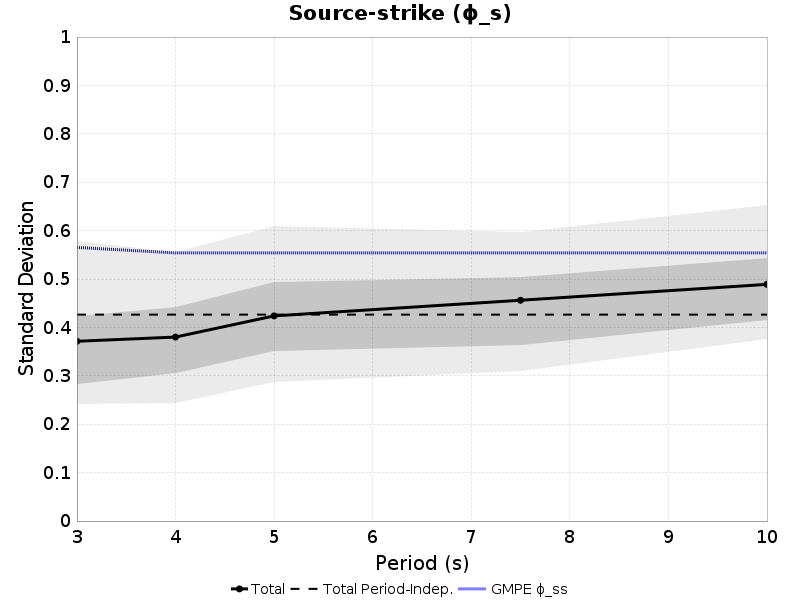 Source-strike (ϕ_s)
Standard Deviation
1
0.9
0.8
0.7
0.6
0.5
0.4
0.3
0.2
0.1
0
3 4 5 6 7 8 9 10
Period (s)
Total Total Period-Indep. GMPE ϕ_ss